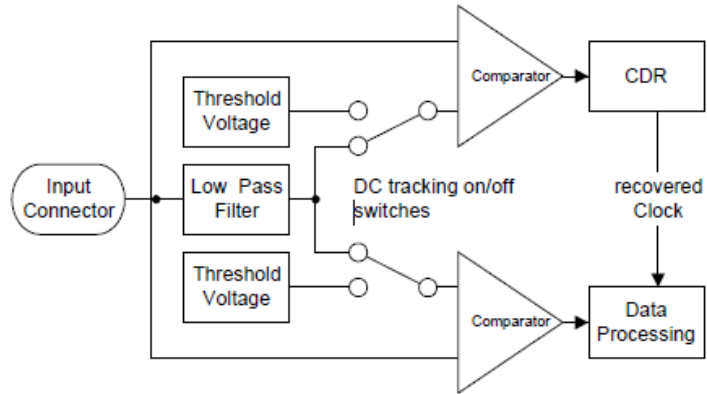 Comparator
CDR
Threshold
Voltage
Input
Connector
Low Pass
Filter
DC tracking on/off
switches
recovered
Clock
Threshold
Voltage
Comparator
Data
Processing